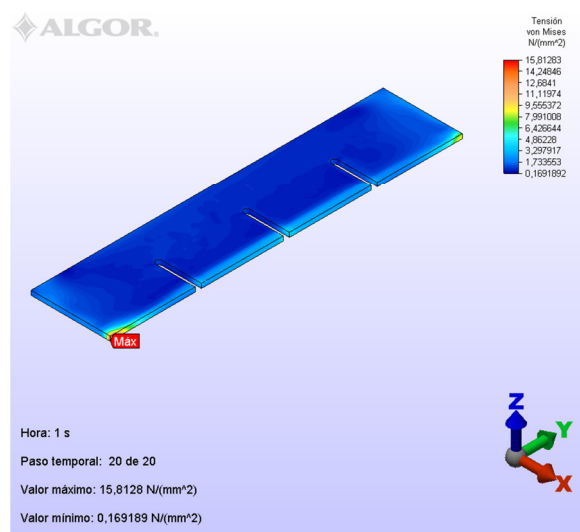 ALGOR.
Tensión
von Mises
N/(mm^2)
15,81283
14,24846
12,6841
11,11974
9,555372
7,991008
6,426644
4,86228
3,297917
1,733553
0,1691892
Máx
Hora: 1 s
Paso temporal: 20 de 20
Valor máximo: 15,8128 N/(mm^2)
Valor mínimo: 0,169189 N/(mm^2)
Z
Y
X